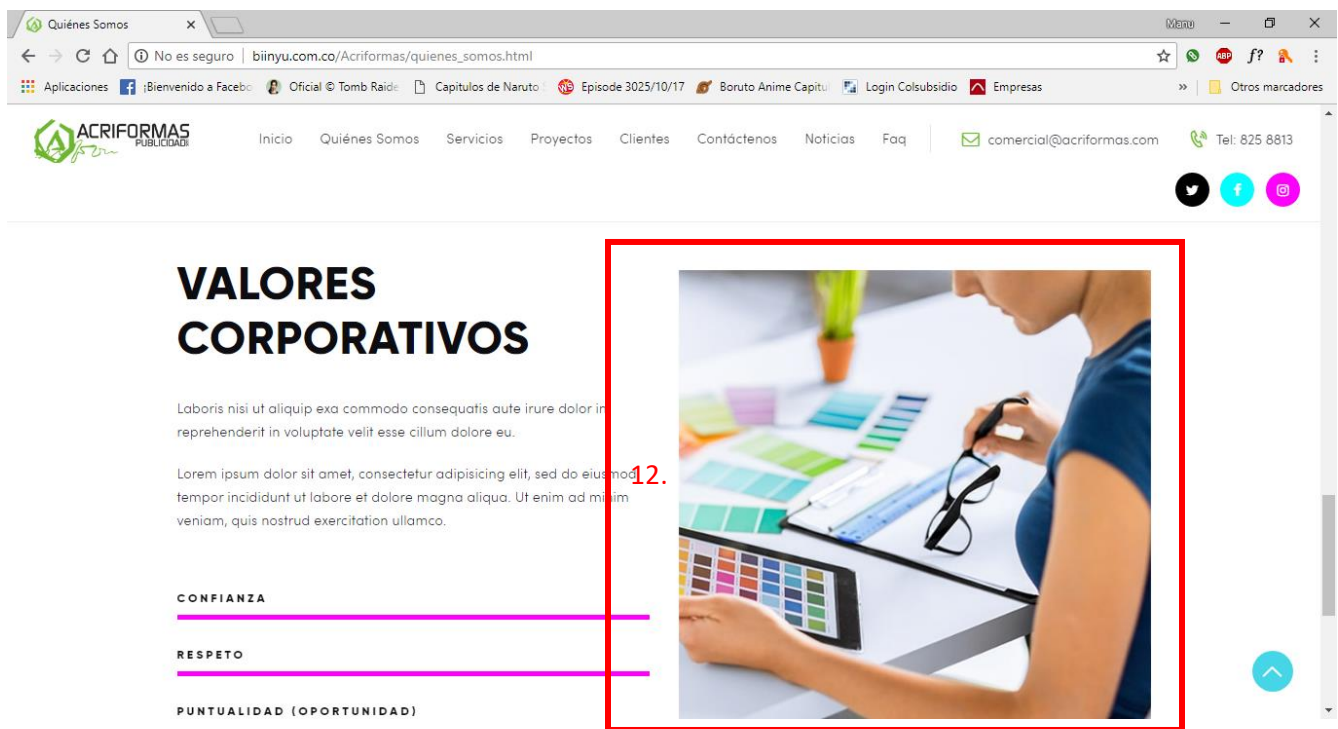 Quiénes Somos
Manu
No es seguro | biinyu.com.co/Acriformas/quienes_somos.html
ABP
f?
Aplicaciones ¡Bienvenido a Facebo Oficial © Tomb Raide Capitulos de Naruto Episode 3025/10/17 Boruto Anime Capitu Login Colsubsidio Empresas » Otros marcadores
ACRIFORMAS
PUBLICIDAD
Inicio Quiénes Somos Servicios Proyectos Clientes Contáctenos Noticias Faq comercial@acriformas.com Tel: 825 8813
VALORES
CORPORATIVOS
Laboris nisi ut aliquip exa commodo consequatis aute irure dolor in
reprehenderit in voluptate velit esse cillum dolore eu.
Lorem ipsum dolor sit amet, consectetur adipisicing elit, sed do eiusmod
tempor incididunt ut labore et dolore magna aliqua. Ut enim ad minim
veniam, quis nostrud exercitation ullamco.
12.
CONFIANZA
RESPETO
PUNTUALIDAD (OPORTUNIDAD)